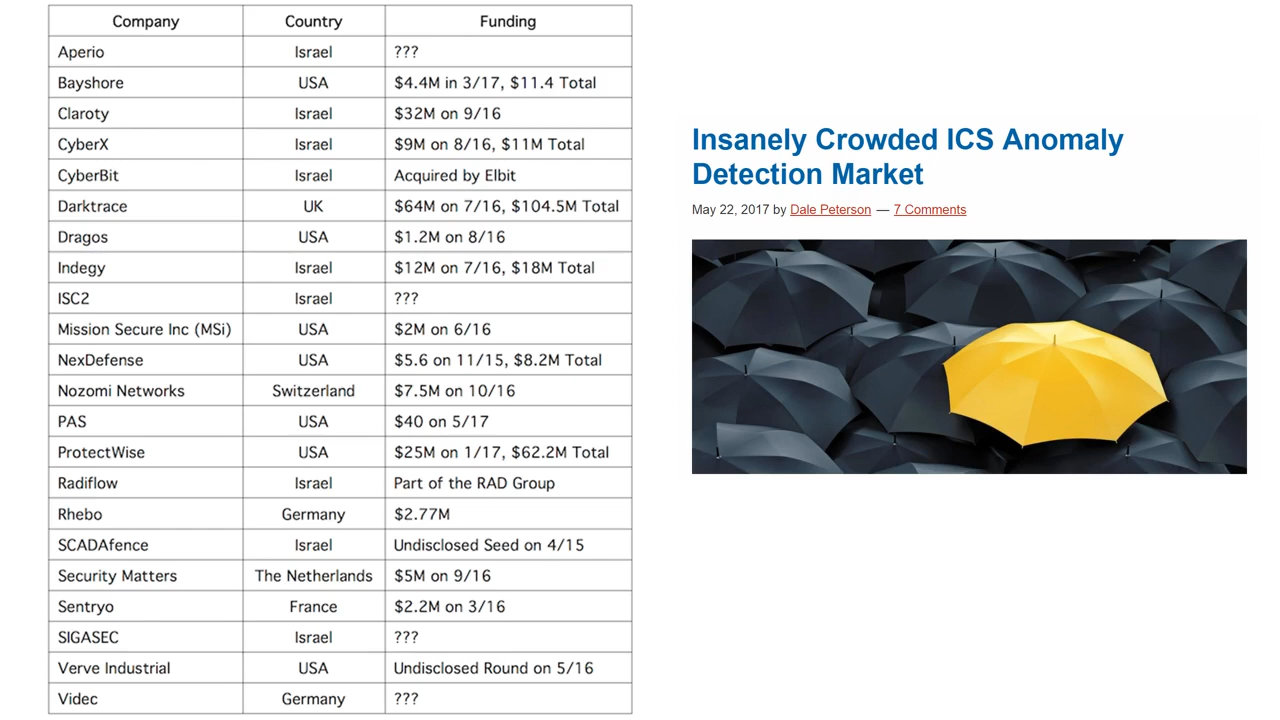 Company Country Funding
Aperio Israel ???
Bayshore USA $4.4M in 3/17, $11.4 Total
Claroty Israel $32M on 9/16
CyberX Israel $9M on 8/16, $11M Total
CyberBit Israel Acquired by Elbit
Darktrace UK $64M on 7/16, $104.5M Total
Dragos USA $1.2M on 8/16
Indegy Israel $12M on 7/16, $18M Total
ISC2 Israel ???
Mission Secure Inc (MSi) USA $2M on 6/16
NexDefense USA $5.6 on 11/15, $8.2M Total
Nozomi Networks Switzerland $7.5M on 10/16
PAS USA $40 on 5/17
ProtectWise USA $25M on 1/17, $62.2M Total
Radiflow Israel Part of the RAD Group
Rhebo Germany $2.77M
SCADAfence Israel Undisclosed Seed on 4/15
Security Matters The Netherlands $5M on 9/16
Sentryo France $2.2M on 3/16
SIGASEC Israel ???
Verve Industrial USA Undisclosed Round on 5/16
Videc Germany ???
Insanely Crowded ICS Anomaly
Detection Market
May 22, 2017 by Dale Peterson — 7 Comments